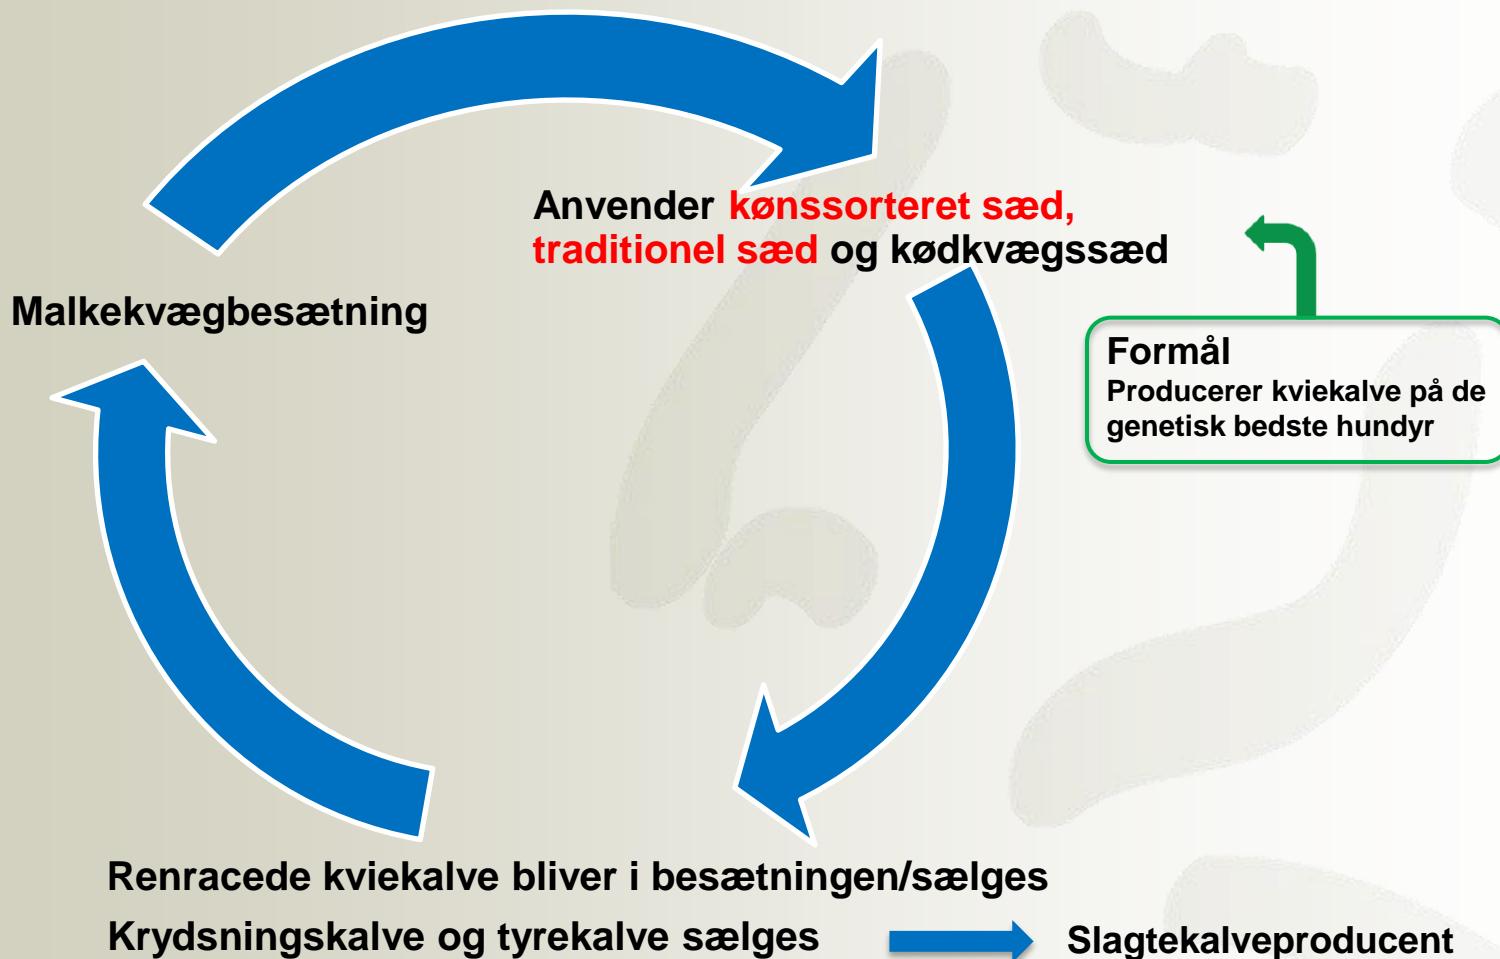 Anvender kønssorteret sæd,
traditionel sæd og kødkvægssæd
Malkekvægbesætning
Formål
Producerer kviekalve på de
genetisk bedste hundyr
Renracede kviekalve bliver i besætningen/sælges
Krydsningskalve og tyrekalve sælges
Slagtekalveproducent